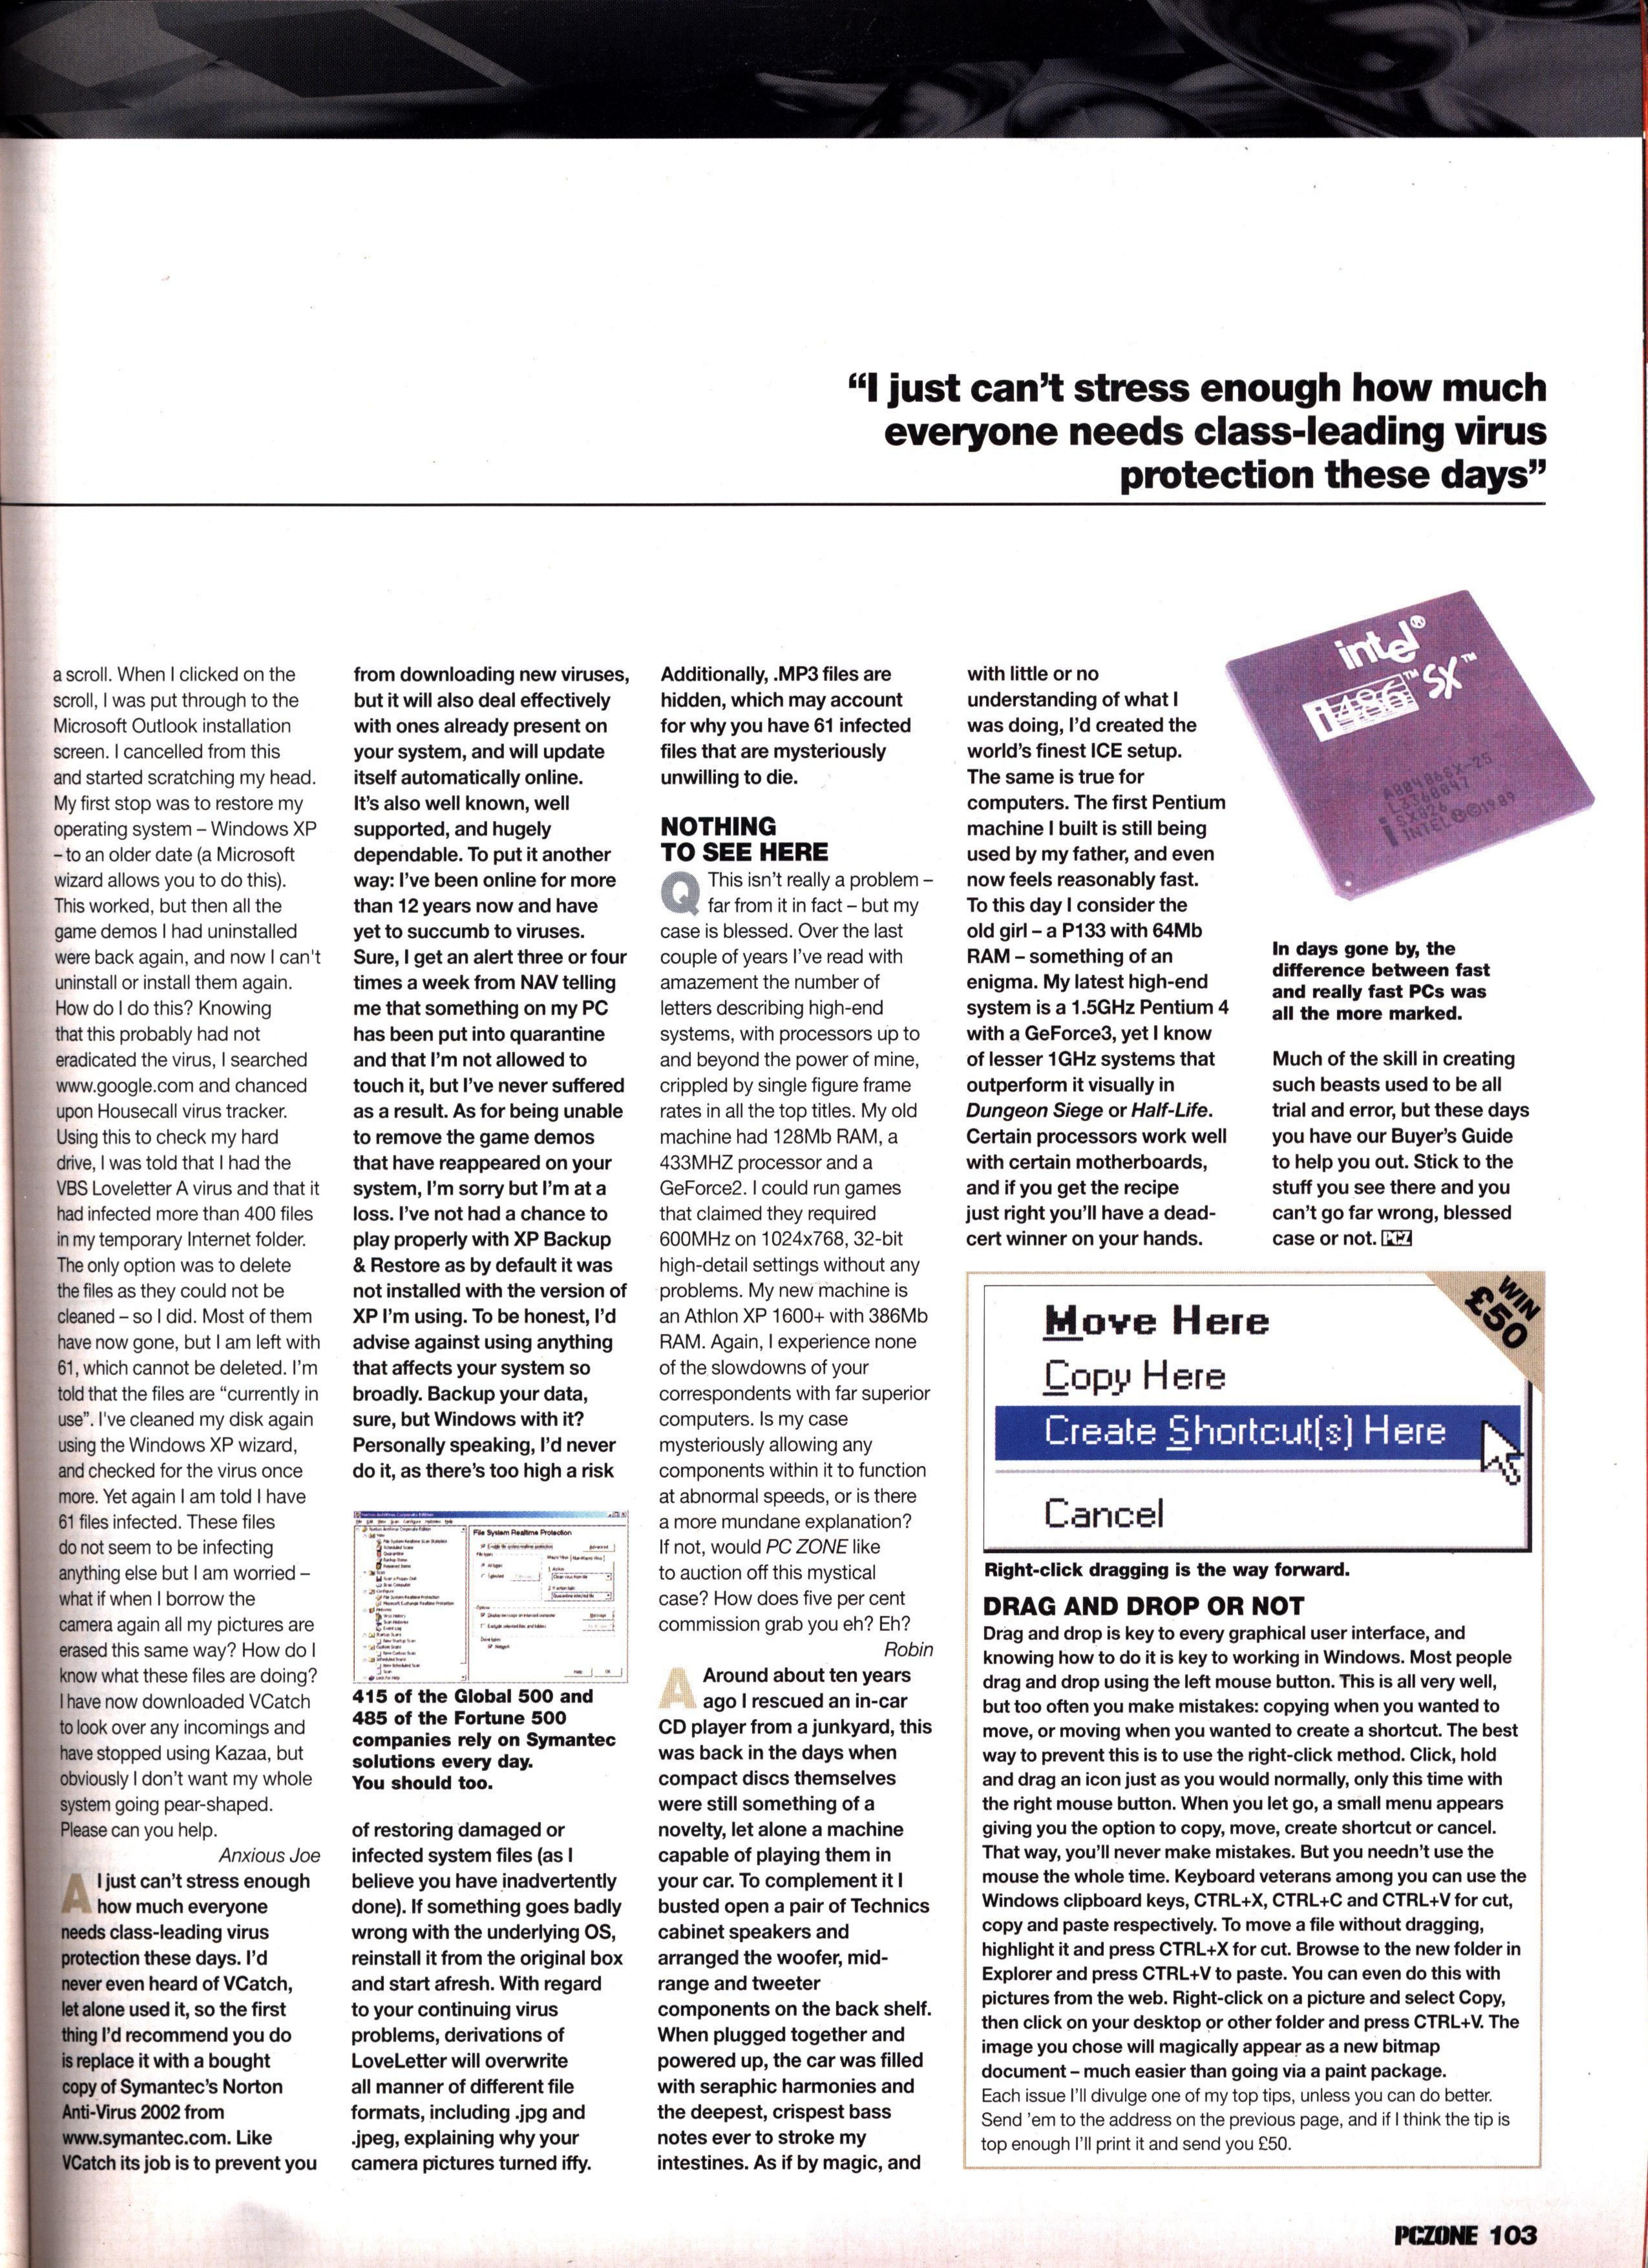 “I just can’t stress enough how much
everyone needs class-leading virus
protection these days”
a scroll. When I clicked on the
scroll, I was put through to the
Microsoft Outlook installation
screen. I cancelled from this
and started scratching my head.
My first stop was to restore my
operating system – Windows XP
– to an older date (a Microsoft
wizard allows you to do this).
This worked, but then all the
game demos I had uninstalled
were back again, and now I can't
uninstall or install them again.
How do I do this? Knowing
that this probably had not
eradicated the virus, I searched
www.google.com and chanced
upon Housecall virus tracker.
Using this to check my hard
drive, I was told that I had the
VBS Loveletter A virus and that it
had infected more than 400 files
in my temporary Internet folder.
The only option was to delete
the files as they could not be
cleaned – so I did. Most of them
have now gone, but I am left with
61, which cannot be deleted. I’m
told that the files are “currently in
use”. I've cleaned my disk again
using the Windows XP wizard,
and checked for the virus once
more. Yet again I am told I have
61 files infected. These files
do not seem to be infecting
anything else but I am worried –
what if when I borrow the
camera again all my pictures are
erased this same way? How do I
know what these files are doing?
I have now downloaded VCatch
to look over any incomings and
have stopped using Kazaa, but
obviously I don’t want my whole
system going pear-shaped.
Please can you help.
Anxious Joe
A I just can’t stress enough
how much everyone
needs class-leading virus
protection these days. I’d
never even heard of VCatch,
let alone used it, so the first
thing I’d recommend you do
is replace it with a bought
copy of Symantec’s Norton
Anti-Virus 2002 from
www.symantec.com. Like
VCatch its job is to prevent you
from downloading new viruses,
but it will also deal effectively
with ones already present on
your system, and will update
itself automatically online.
It’s also well known, well
supported, and hugely
dependable. To put it another
way: I’ve been online for more
than 12 years now and have
yet to succumb to viruses.
Sure, I get an alert three or four
times a week from NAV telling
me that something on my PC
has been put into quarantine
and that I’m not allowed to
touch it, but I’ve never suffered
as a result. As for being unable
to remove the game demos
that have reappeared on your
system, I’m sorry but I’m at a
loss. I’ve not had a chance to
play properly with XP Backup
& Restore as by default it was
not installed with the version of
XP I’m using. To be honest, I’d
advise against using anything
that affects your system so
broadly. Backup your data,
sure, but Windows with it?
Personally speaking, I’d never
do it, as there’s too high a risk
File System Realtime Protection
415 of the Global 500 and
485 of the Fortune 500
companies rely on Symantec
solutions every day.
You should too.
of restoring damaged or
infected system files (as I
believe you have inadvertently
done). If something goes badly
wrong with the underlying OS,
reinstall it from the original box
and start afresh. With regard
to your continuing virus
problems, derivations of
LoveLetter will overwrite
all manner of different file
formats, including .jpg and
.jpeg, explaining why your
camera pictures turned iffy.
Additionally, .MP3 files are
hidden, which may account
for why you have 61 infected
files that are mysteriously
unwilling to die.
NOTHING
TO SEE HERE
Q This isn’t really a problem –
far from it in fact – but my
case is blessed. Over the last
couple of years I’ve read with
amazement the number of
letters describing high-end
systems, with processors up to
and beyond the power of mine,
crippled by single figure frame
rates in all the top titles. My old
machine had 128Mb RAM, a
433MHZ processor and a
GeForce2. I could run games
that claimed they required
600MHz on 1024x768, 32-bit
high-detail settings without any
problems. My new machine is
an Athlon XP 1600+ with 386Mb
RAM. Again, I experience none
of the slowdowns of your
correspondents with far superior
computers. Is my case
mysteriously allowing any
components within it to function
at abnormal speeds, or is there
a more mundane explanation?
If not, would PC ZONE like
to auction off this mystical
case? How does five per cent
commission grab you eh? Eh?
Robin
A Around about ten years
ago I rescued an in-car
CD player from a junkyard, this
was back in the days when
compact discs themselves
were still something of a
novelty, let alone a machine
capable of playing them in
your car. To complement it I
busted open a pair of Technics
cabinet speakers and
arranged the woofer, mid-
range and tweeter
components on the back shelf.
When plugged together and
powered up, the car was filled
with seraphic harmonies and
the deepest, crispest bass
notes ever to stroke my
intestines. As if by magic, and
with little or no
understanding of what I
was doing, I’d created the
world’s finest ICE setup.
The same is true for
computers. The first Pentium
machine I built is still being
used by my father, and even
now feels reasonably fast.
To this day I consider the
old girl – a P133 with 64Mb
RAM – something of an
enigma. My latest high-end
system is a 1.5GHz Pentium 4
with a GeForce3, yet I know
of lesser 1GHz systems that
outperform it visually in
Dungeon Siege or Half-Life.
Certain processors work well
with certain motherboards,
and if you get the recipe
just right you’ll have a dead-
cert winner on your hands.
intel®
i486™ SX™
A80486SX-25
L3360847
SX826
INTEL Ⓜ©1989
In days gone by, the
difference between fast
and really fast PCs was
all the more marked.
Much of the skill in creating
such beasts used to be all
trial and error, but these days
you have our Buyer’s Guide
to help you out. Stick to the
stuff you see there and you
can’t go far wrong, blessed
case or not. PCZ
WIN
£50
Move Here
Copy Here
Create Shortcut(s) Here
Cancel
Right-click dragging is the way forward.
DRAG AND DROP OR NOT
Drag and drop is key to every graphical user interface, and
knowing how to do it is key to working in Windows. Most people
drag and drop using the left mouse button. This is all very well,
but too often you make mistakes: copying when you wanted to
move, or moving when you wanted to create a shortcut. The best
way to prevent this is to use the right-click method. Click, hold
and drag an icon just as you would normally, only this time with
the right mouse button. When you let go, a small menu appears
giving you the option to copy, move, create shortcut or cancel.
That way, you’ll never make mistakes. But you needn’t use the
mouse the whole time. Keyboard veterans among you can use the
Windows clipboard keys, CTRL+X, CTRL+C and CTRL+V for cut,
copy and paste respectively. To move a file without dragging,
highlight it and press CTRL+X for cut. Browse to the new folder in
Explorer and press CTRL+V to paste. You can even do this with
pictures from the web. Right-click on a picture and select Copy,
then click on your desktop or other folder and press CTRL+V. The
image you chose will magically appear as a new bitmap
document – much easier than going via a paint package.
Each issue I’ll divulge one of my top tips, unless you can do better.
Send ’em to the address on the previous page, and if I think the tip is
top enough I’ll print it and send you £50.
PCZONE 103